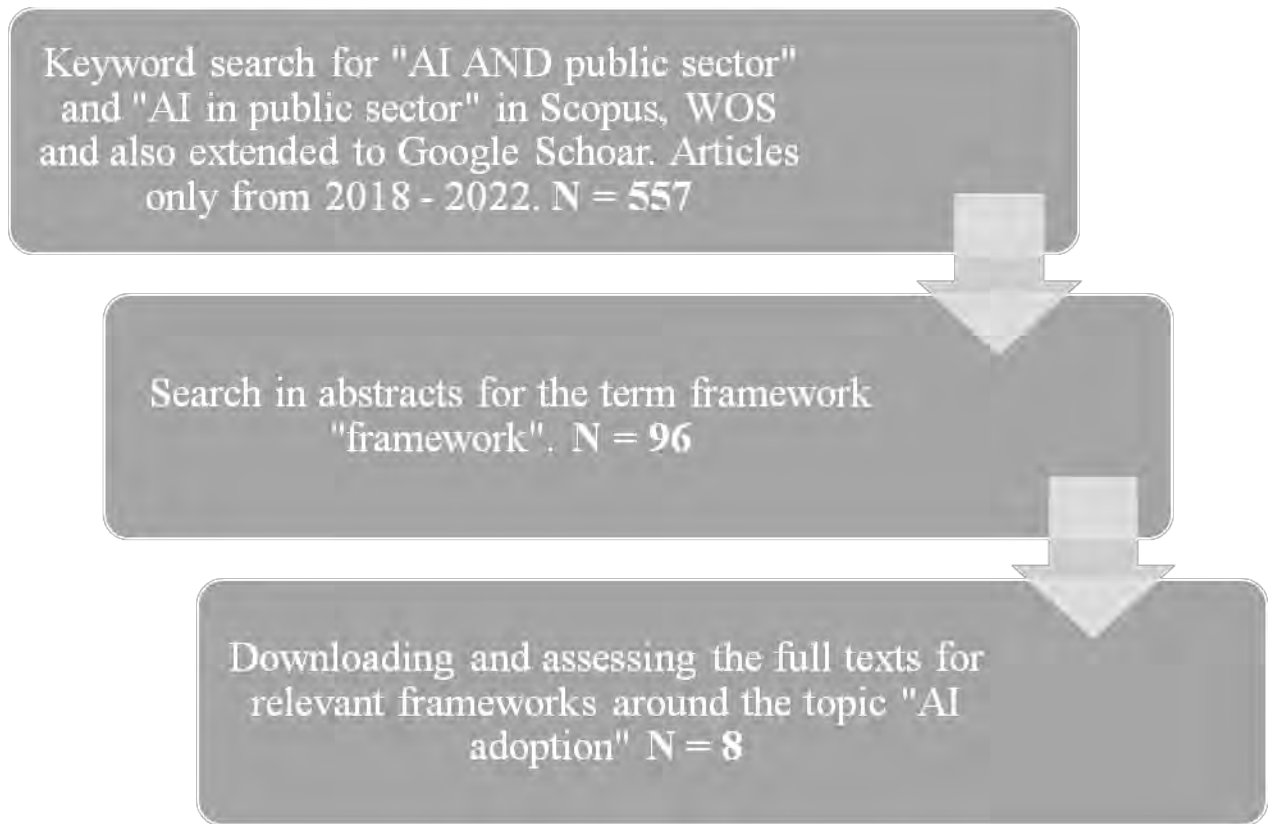 Keyword search for "AI AND public sector"
and "AI in public sector" in Scopus, WOS
and also extended to Google Schoar. Articles
only from 2018 - 2022. N = 557
Search in abstracts for the term framework
"framework". N = 96
Downloading and assessing the full texts for
relevant frameworks around the topic "AI
adoption" N = 8